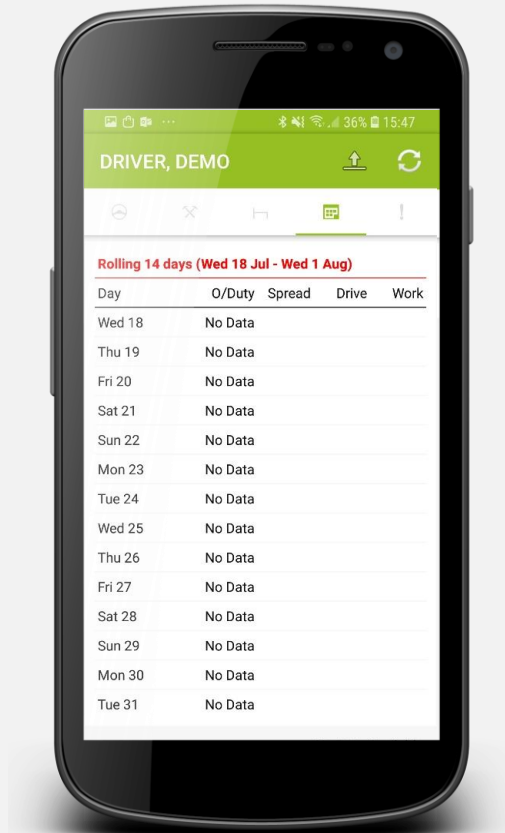 36% 15:47
DRIVER, DEMO
Rolling 14 days (Wed 18 Jul - Wed 1 Aug)
Day O/Duty Spread Drive Work
Wed 18 No Data
Thu 19 No Data
Fri 20 No Data
Sat 21 No Data
Sun 22 No Data
Mon 23 No Data
Tue 24 No Data
Wed 25 No Data
Thu 26 No Data
Fri 27 No Data
Sat 28 No Data
Sun 29 No Data
Mon 30 No Data
Tue 31 No Data